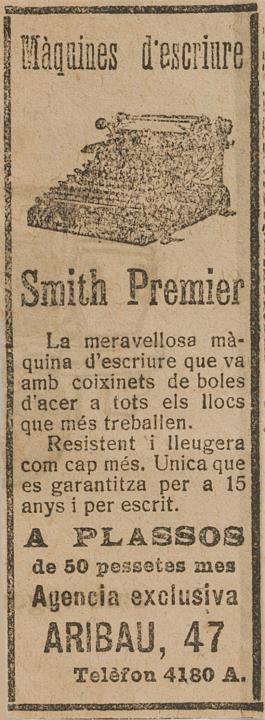 Màquines d'escriure
Smith Premier
La meravellosa mà-
quina d'escriure que va
amb coixinets de boles
d'acer a tots els llocs
que més treballen.
Resistent i lleugera
com cap més. Unica que
es garantitza per a 15
anys i per escrit.
A PLASSOS
de 50 pessetes mes
Agencia exclusiva
ARIBAU, 47
Telèfon 4180 A.